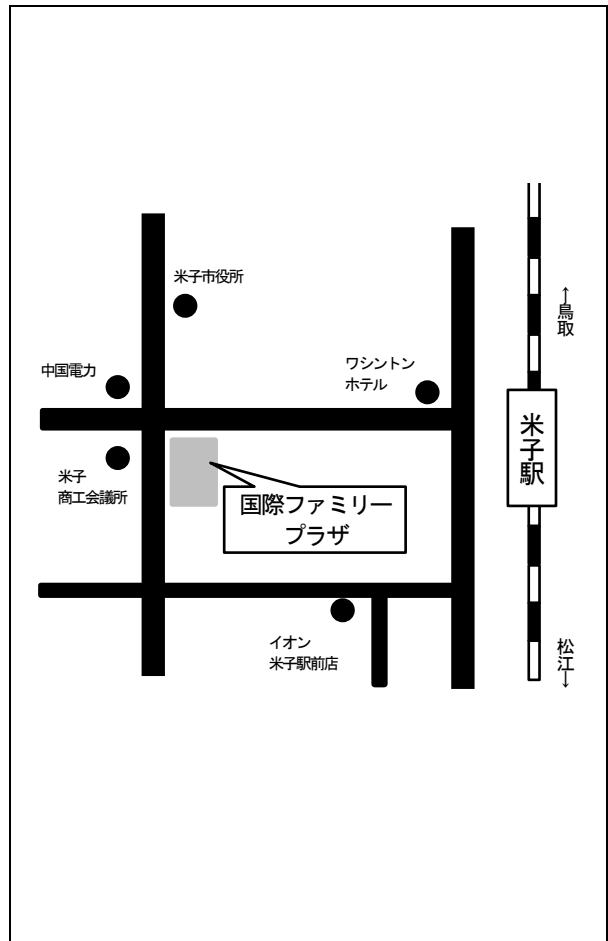 米子市役所
中国電力
ワシントン
ホテル
←鳥取
米子駅
米子
商工会議所
国際ファミリー
プラザ
イオン
米子駅前店
松江→